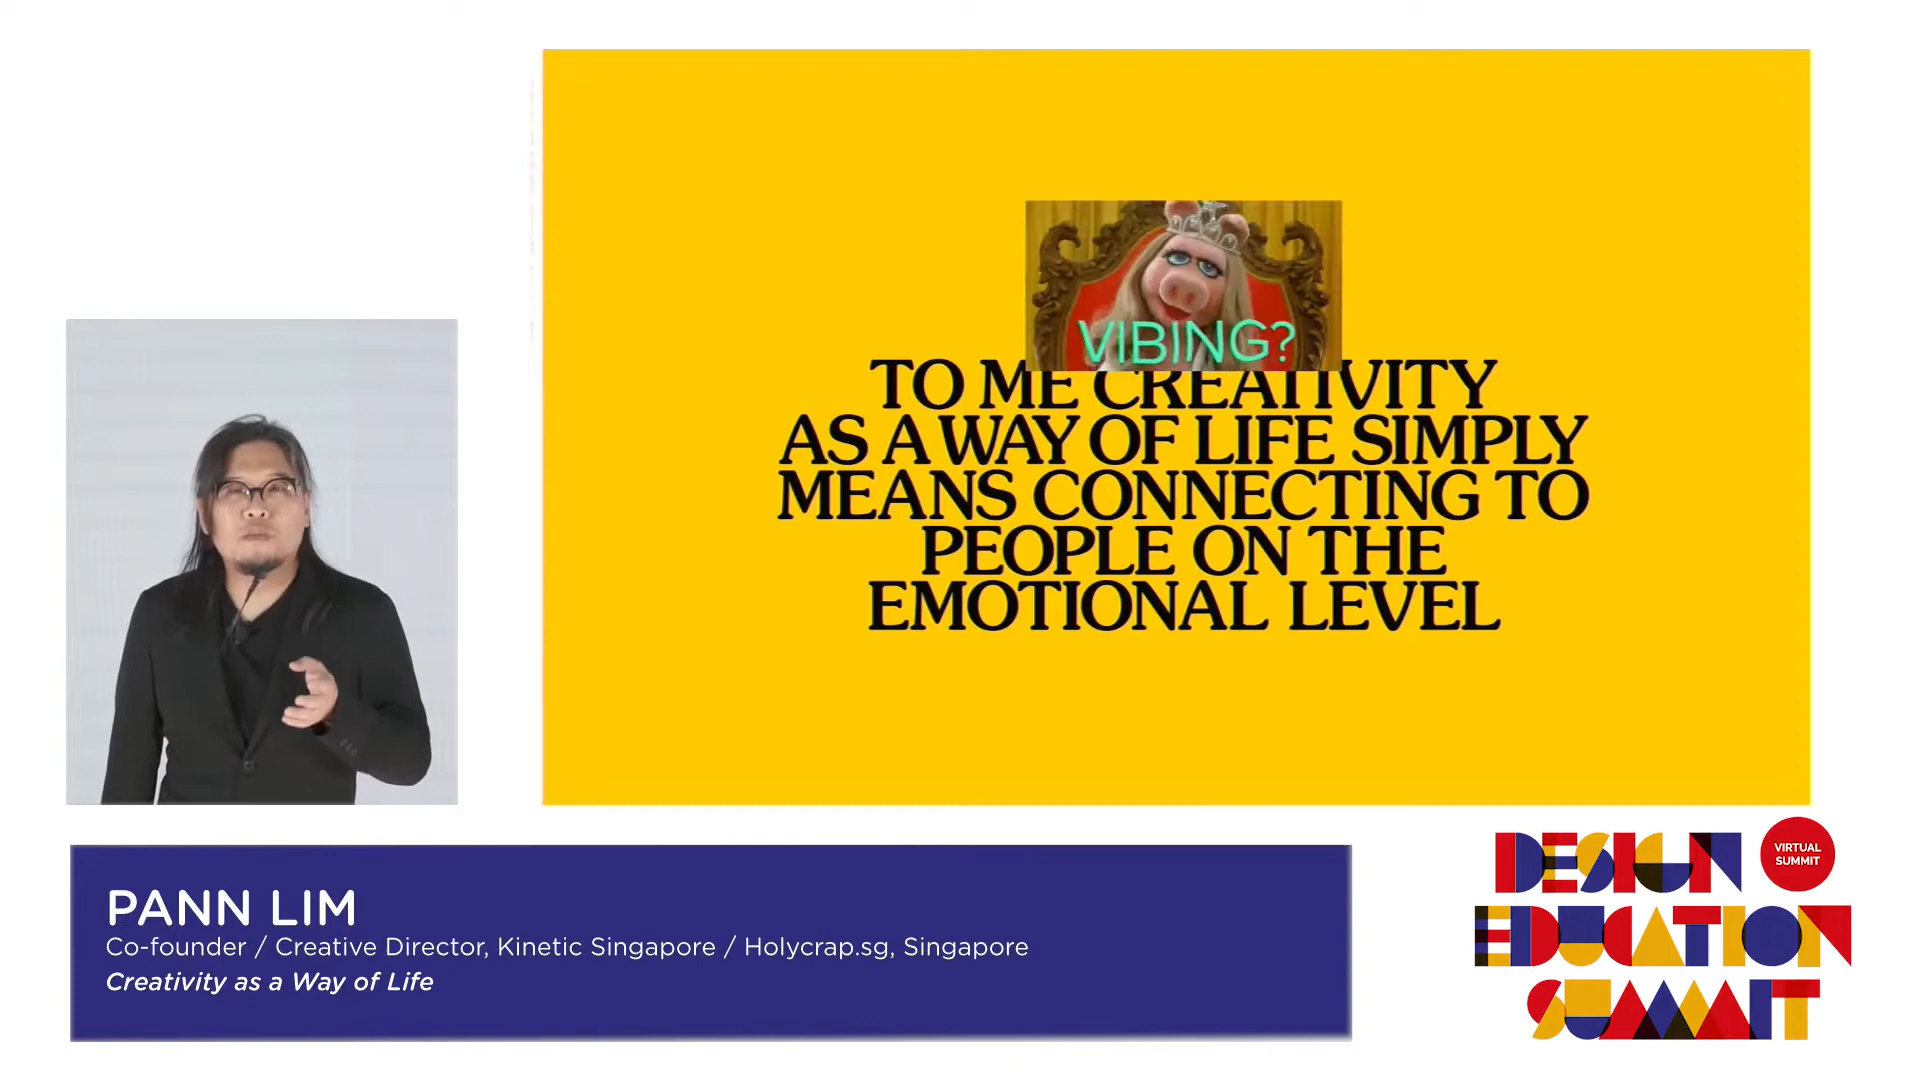 VIBING?
TO ME CREATIVITY
AS A WAY OF LIFE SIMPLY
MEANS CONNECTING TO
PEOPLE ON THE
EMOTIONAL LEVEL
PANN LIM
Co-founder / Creative Director, Kinetic Singapore / Holycrap.sg, Singapore
Creativity as a Way of Life
DESIGN
EDUCATION
SUMMIT
VIRTUAL
SUMMIT